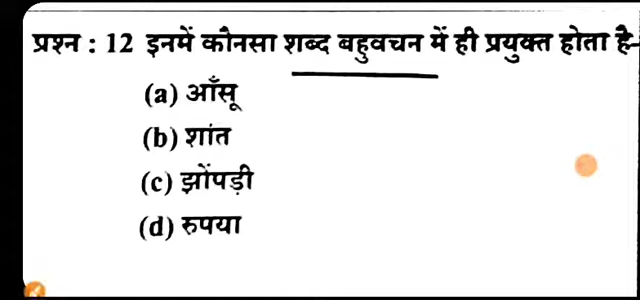 प्रश्न : 12 इनमें कौनसा शब्द बहुवचन में ही प्रयुक्त होता है-
(a) आँसू
(b) शांत
(c) झोंपड़ी
(d) रुपया